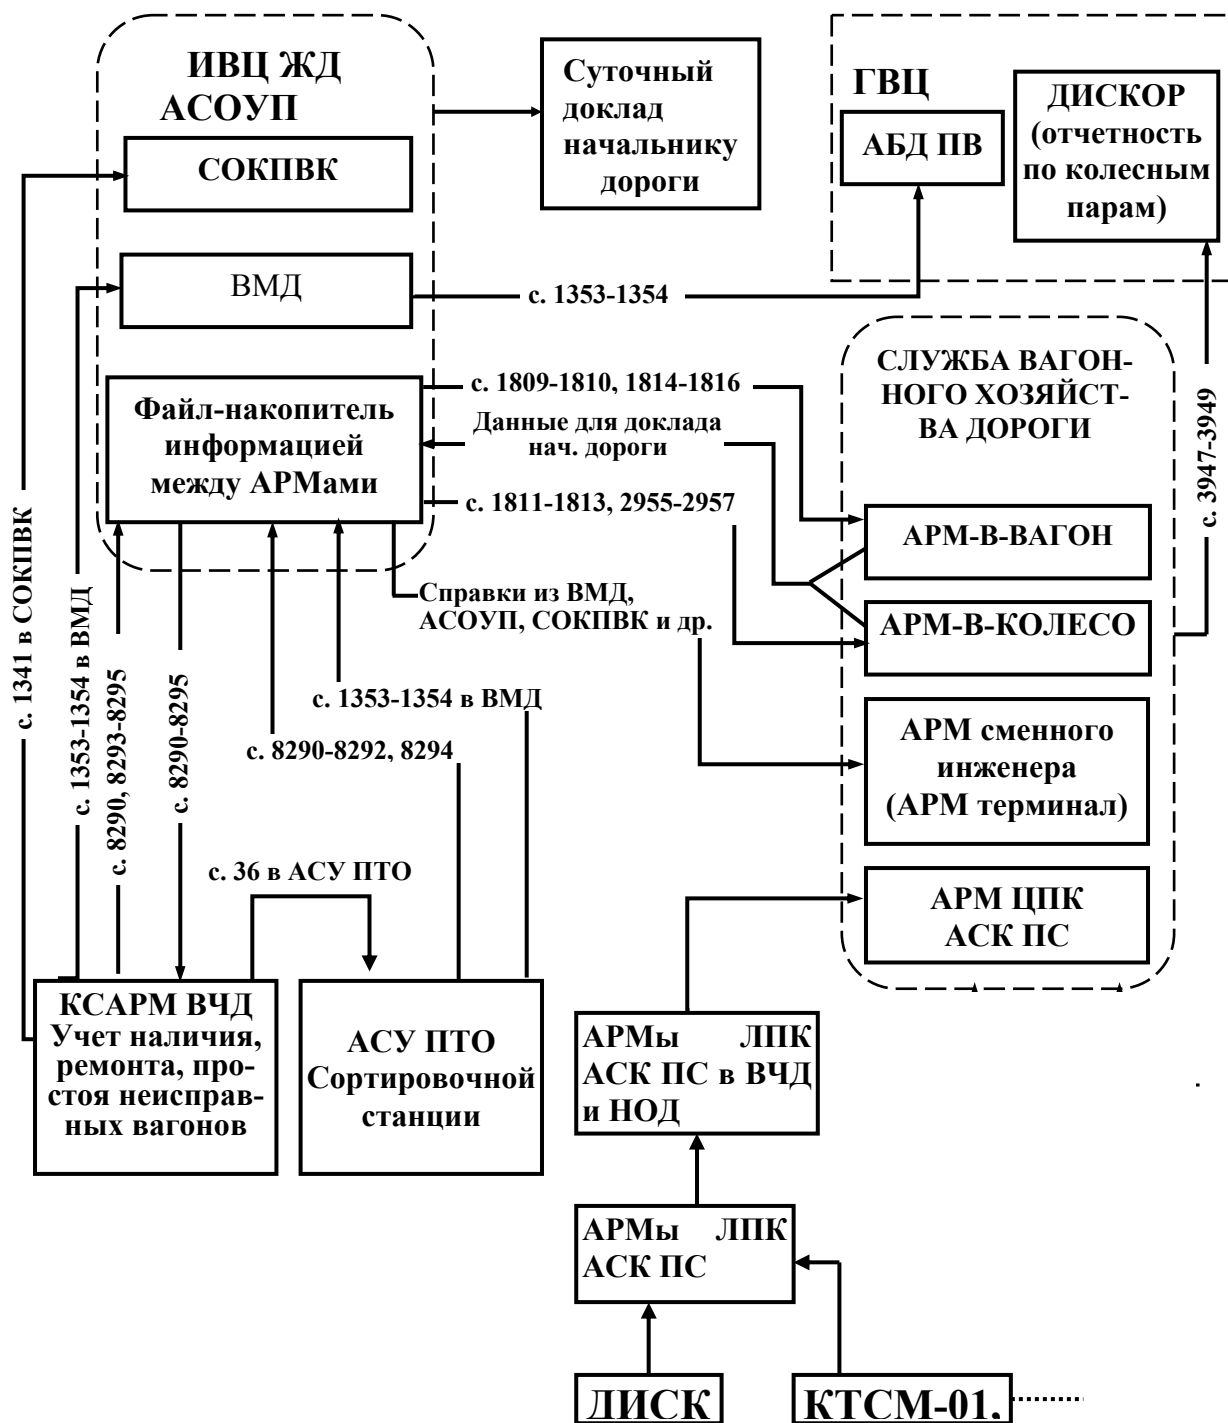 ИВЦ ЖД
АСОУП
СОКПВК
ВМД
Файл-накопитель
информацией
между АРМами
Суточный
доклад
начальнику
дороги
ГВЦ
АБД ПВ
ДИСКОР
(отчетность
по колесным
парам)
с. 1353-1354
с. 1809-1810, 1814-1816
Данные для доклада
нач. дороги
с. 1811-1813, 2955-2957
Справки из ВМД,
АСОУП, СОКПВК и др.
СЛУЖБА ВАГОН-
НОГО ХОЗЯЙСТ-
ВА ДОРОГИ
АРМ-В-ВАГОН
АРМ-В-КОЛЕСО
АРМ сменного
инженера
(АРМ терминал)
АРМ ЦПК
АСК ПС
с. 3947-3949
с. 1341 в СОКПВК
с. 1353-1354 в ВМД
с. 8290, 8293-8295
с. 8290-8295
с. 1353-1354 в ВМД
с. 8290-8292, 8294
с. 36 в АСУ ПТО
КСАРМ ВЧД
Учет наличия,
ремонта, про-
стоя неисправ-
ных вагонов
АСУ ПТО
Сортировочной
станции
АРМы ЛПК
АСК ПС в ВЧД
и НОД
АРМы ЛПК
АСК ПС
ДИСК
КТСМ-01,